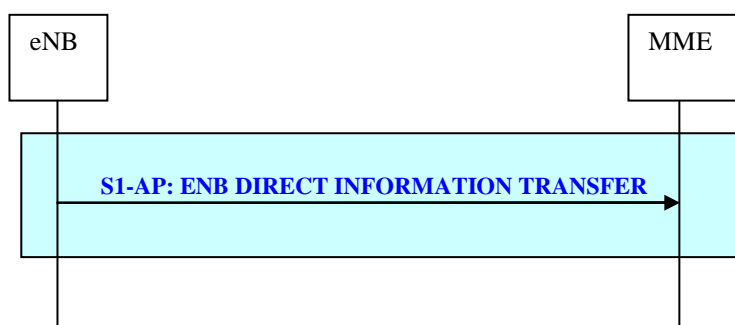 eNB
MME
S1-AP: ENB DIRECT INFORMATION TRANSFER